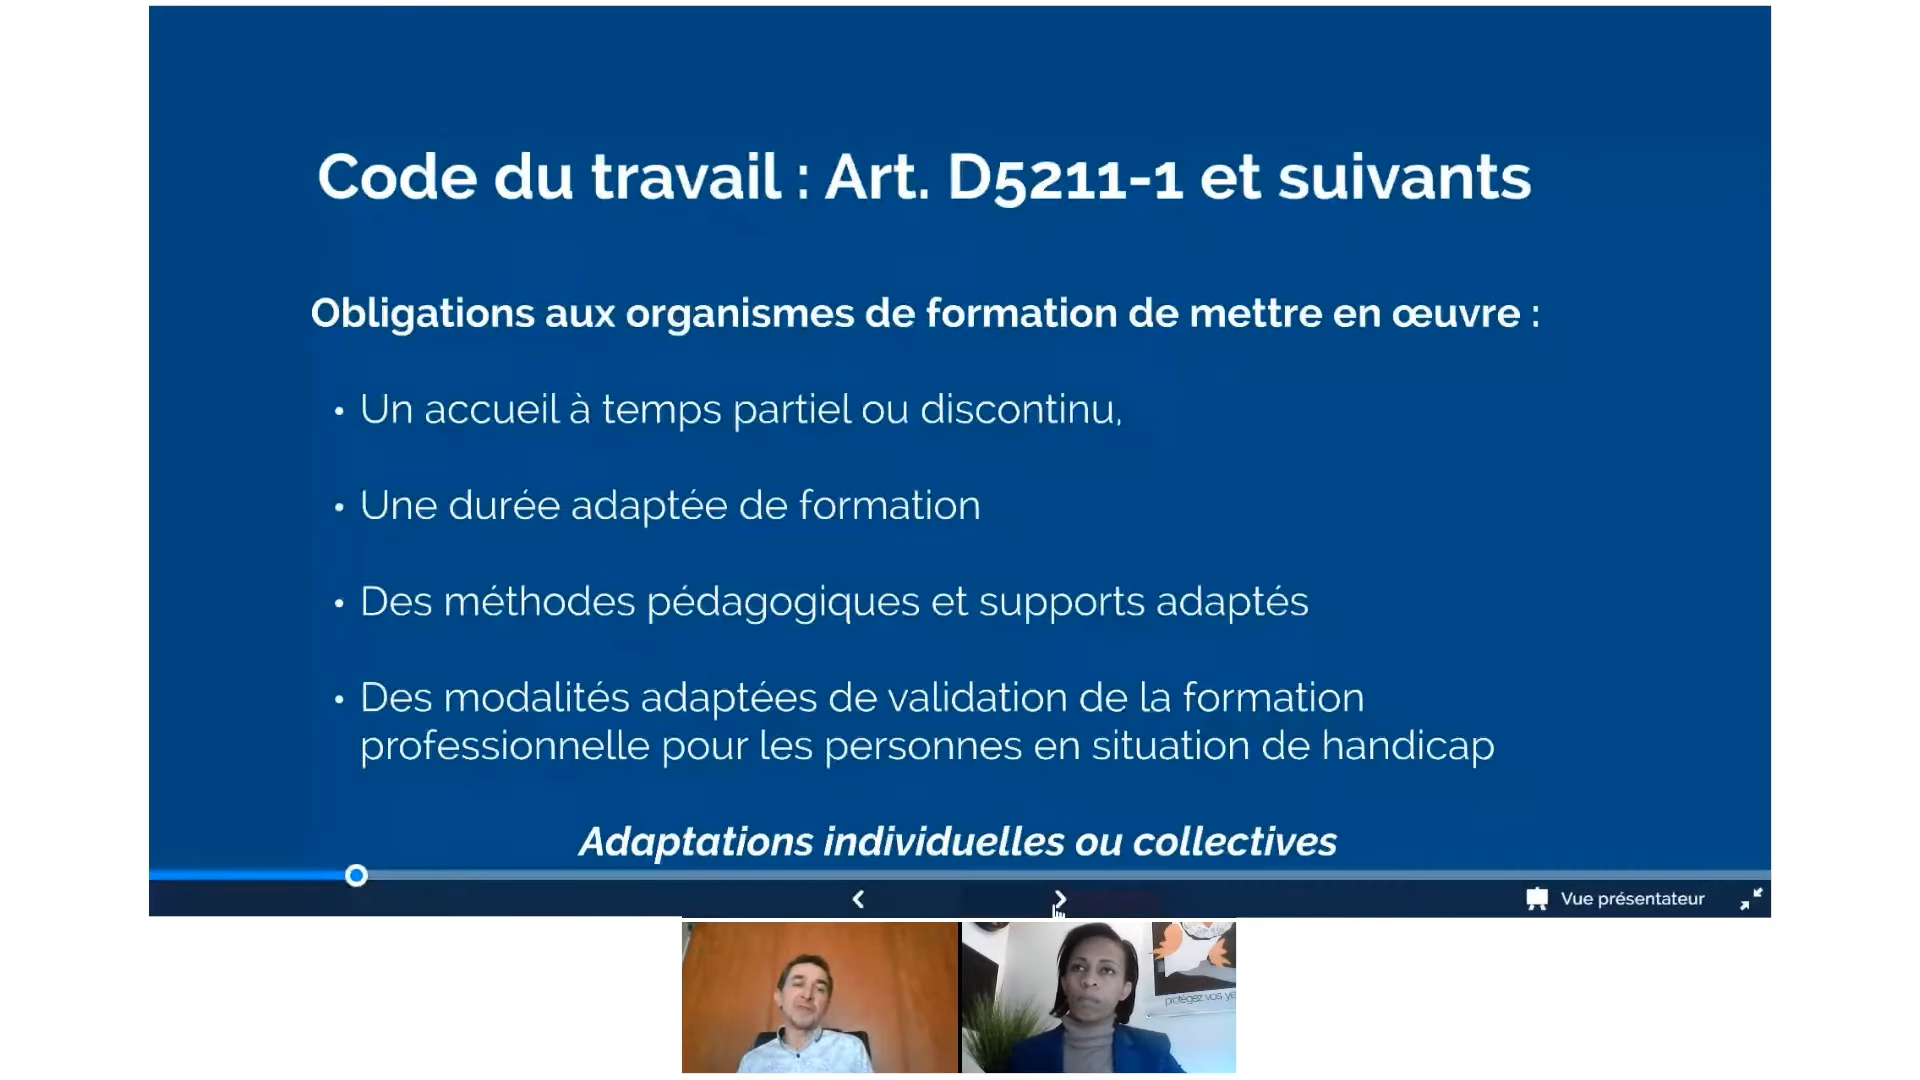 Code du travail : Art. D5211-1 et suivants
Obligations aux organismes de formation de mettre en œuvre :
• Un accueil à temps partiel ou discontinu,
• Une durée adaptée de formation
• Des méthodes pédagogiques et supports adaptés
• Des modalités adaptées de validation de la formation
professionnelle pour les personnes en situation de handicap
Adaptations individuelles ou collectives
Vue présentateur
protégez vos